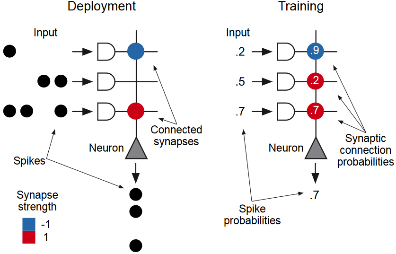 Deployment
Input
Connected
synapses
Spikes
Neuron
Synapse
strength
-1
1
Training
Input
.2
.5
.7
.9
.2
.7
Neuron
Synaptic
connection
probabilities
Spike
probabilities
.7